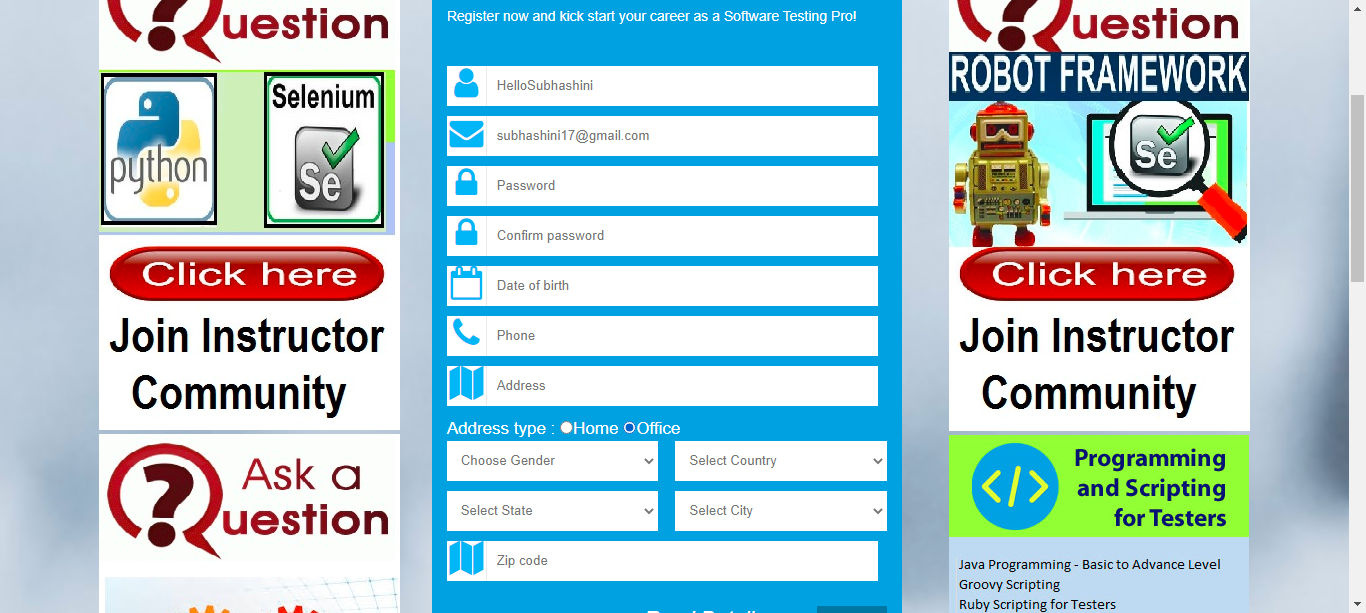 uestion
python
Selenium
Se
Click here
Join Instructor
Community
Ask a
uestion
Register now and kick start your career as a Software Testing Pro!
HelloSubhashini
subhashini17@gmail.com
Password
Confirm password
Date of birth
Phone
Address
Address type : Home Office
Choose Gender
Select Country
Select State
Select City
Zip code
uestion
ROBOT FRAMEWORK
Se
Click here
Join Instructor
Community
</>
Programming
and Scripting
for Testers
Java Programming - Basic to Advance Level
Groovy Scripting
Ruby Scripting for Testers